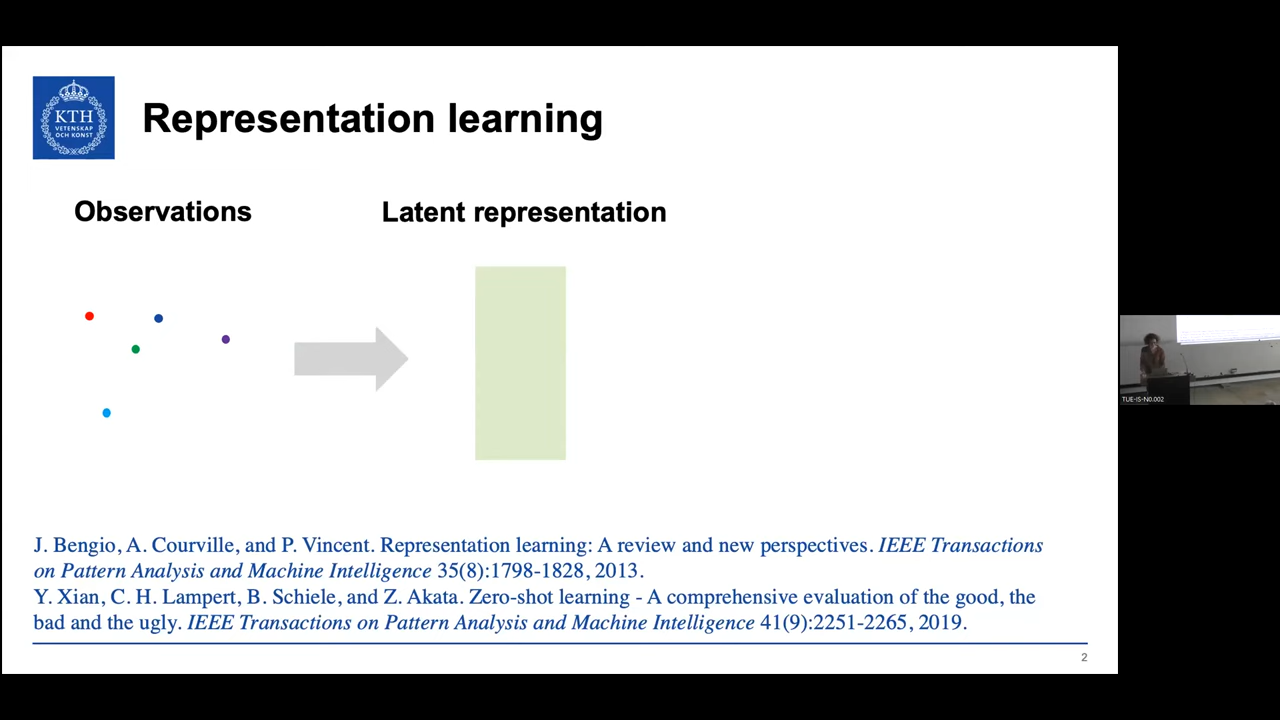 KTH
VETENSKAP
OCH KONST
Representation learning
Observations
Latent representation
J. Bengio, A. Courville, and P. Vincent. Representation learning: A review and new perspectives. IEEE Transactions
on Pattern Analysis and Machine Intelligence 35(8):1798-1828, 2013.
Y. Xian, C. H. Lampert, B. Schiele, and Z. Akata. Zero-shot learning - A comprehensive evaluation of the good, the
bad and the ugly. IEEE Transactions on Pattern Analysis and Machine Intelligence 41(9):2251-2265, 2019.
2
TUE-IS-N0.002